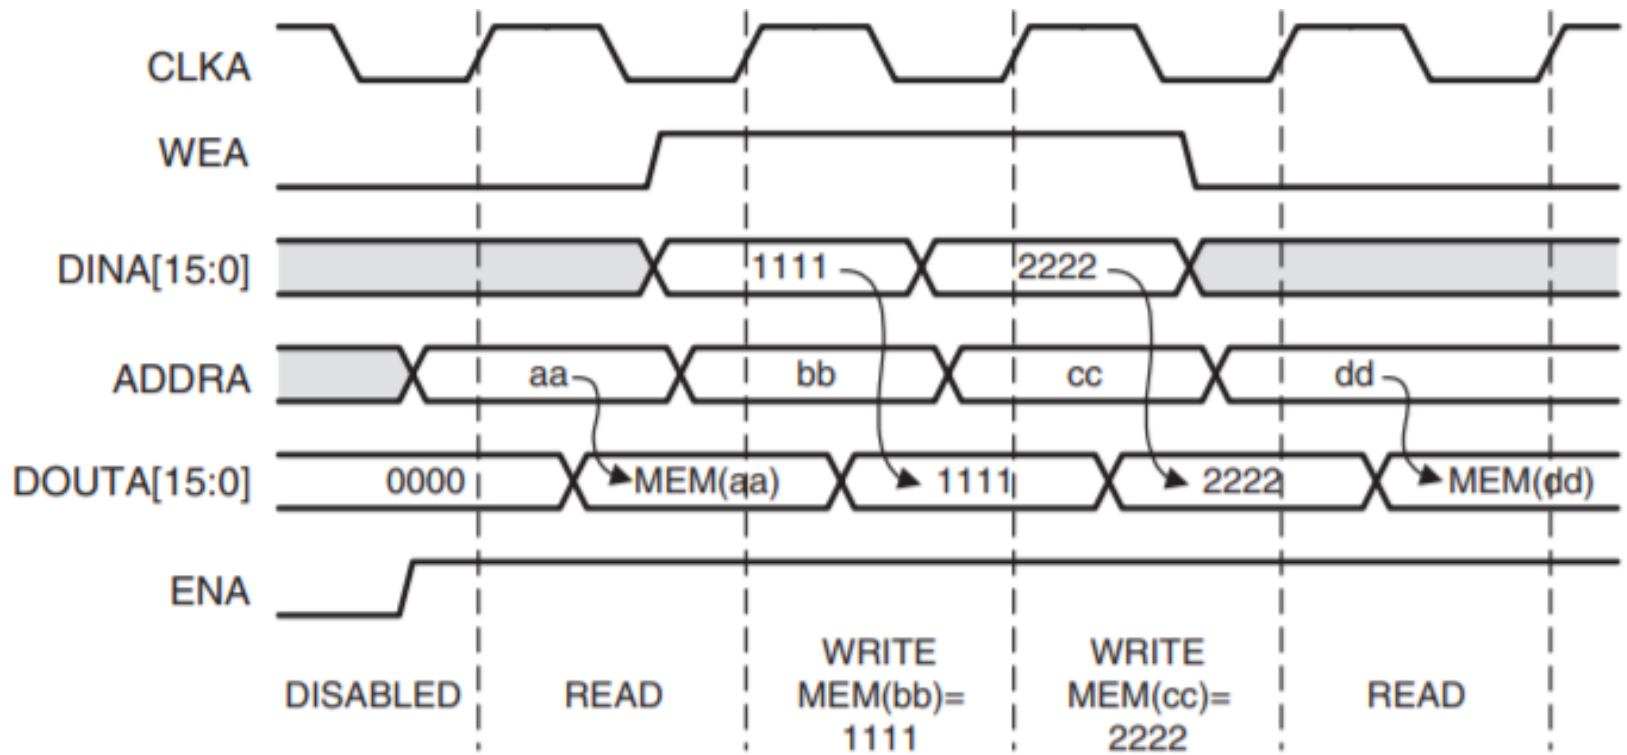 CLKA
WEA
DINA[15:0] 1111 2222
ADDRA aa bb cc dd
DOUTA[15:0] 0000 MEM(aa) 1111 2222 MEM(dd)
ENA
DISABLED READ WRITE MEM(bb)= 1111 WRITE MEM(cc)= 2222 READ